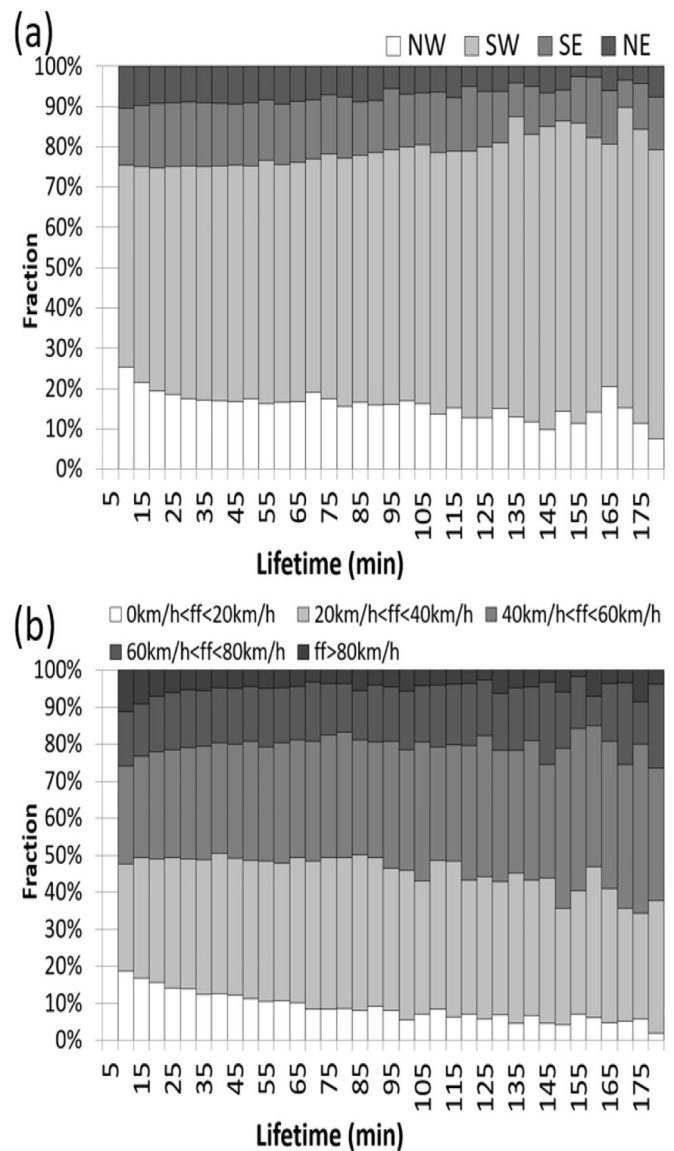 (a)
NW SW SE NE
100%
90%
80%
70%
60%
50%
40%
30%
20%
10%
0%
Fraction
5 15 25 35 45 55 65 75 85 95 105 115 125 135 145 155 165 175
Lifetime (min)
(b)
0km/h<ff<20km/h 20km/h<ff<40km/h 40km/h<ff<60km/h
60km/h<ff<80km/h ff>80km/h
100%
90%
80%
70%
60%
50%
40%
30%
20%
10%
0%
Fraction
5 15 25 35 45 55 65 75 85 95 105 115 125 135 145 155 165 175
Lifetime (min)